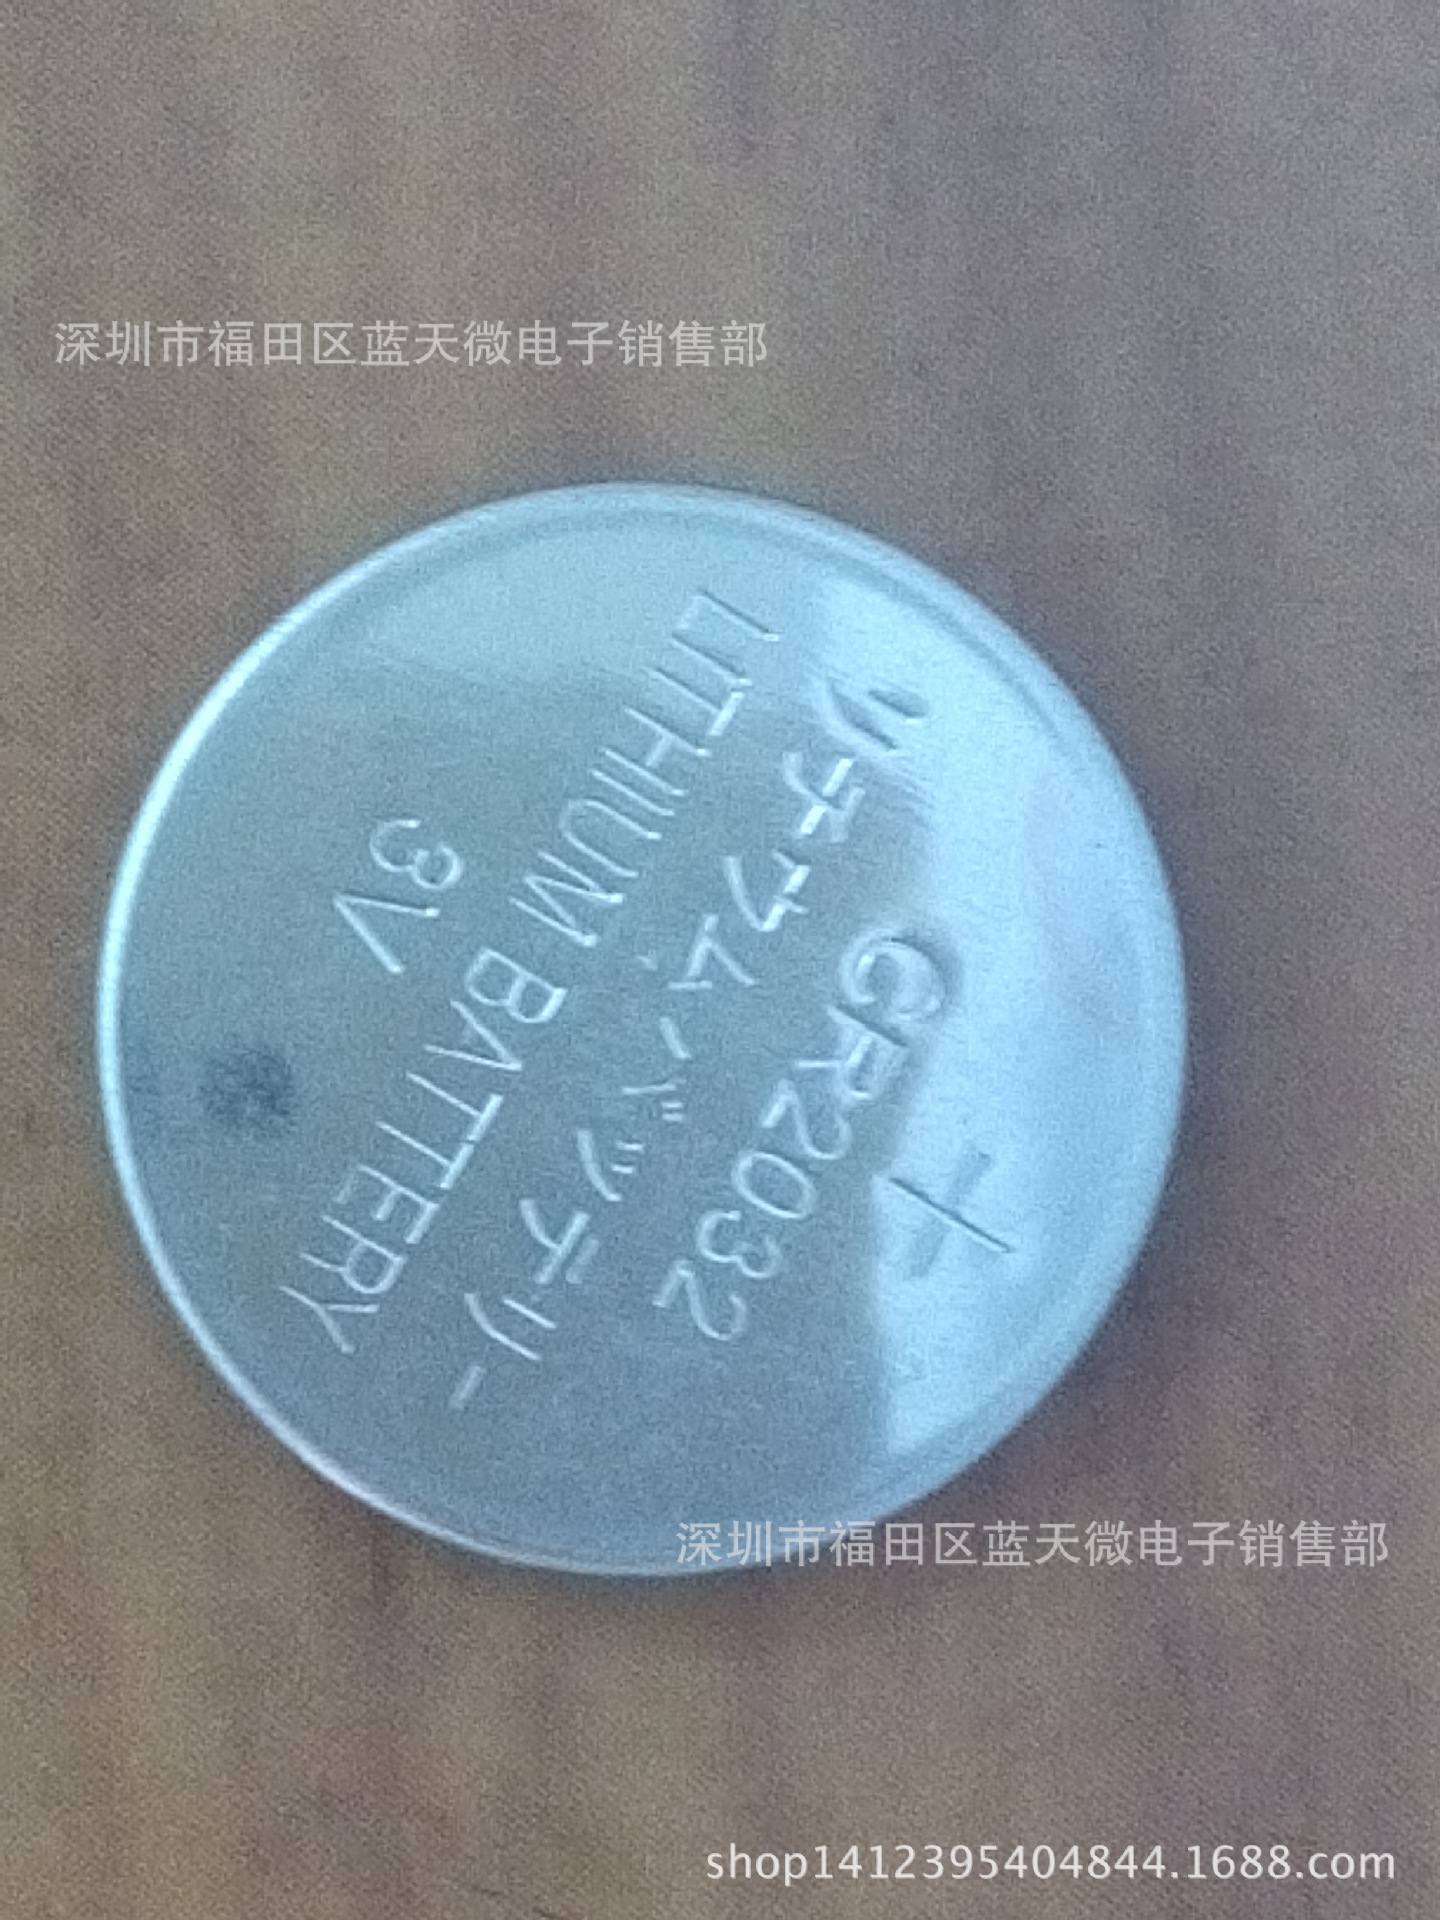 深圳市福田区蓝天微电子销售部
+
CR2032
リチウムバッテリー
LITHIUM BATTERY
3V
深圳市福田区蓝天微电子销售部
shop1412395404844.1688.com